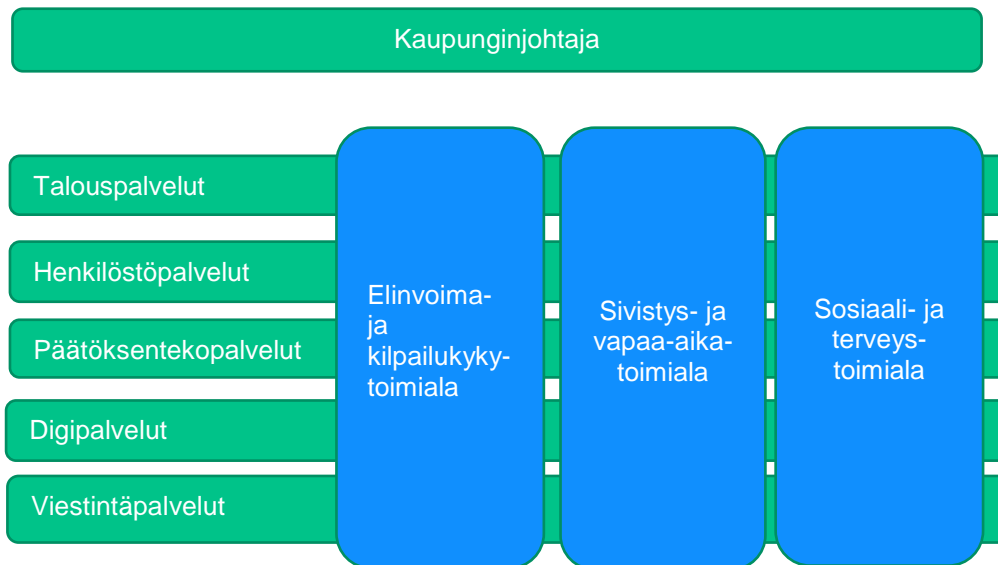 Kaupunginjohtaja
Talouspalvelut
Henkilöstöpalvelut
Päätöksentekopalvelut
Digipalvelut
Viestintäpalvelut
Elinvoima-
ja
kilpailukyky-
toimiala
Sivistys- ja
vapaa-aika-
toimiala
Sosiaali- ja
terveys-
toimiala